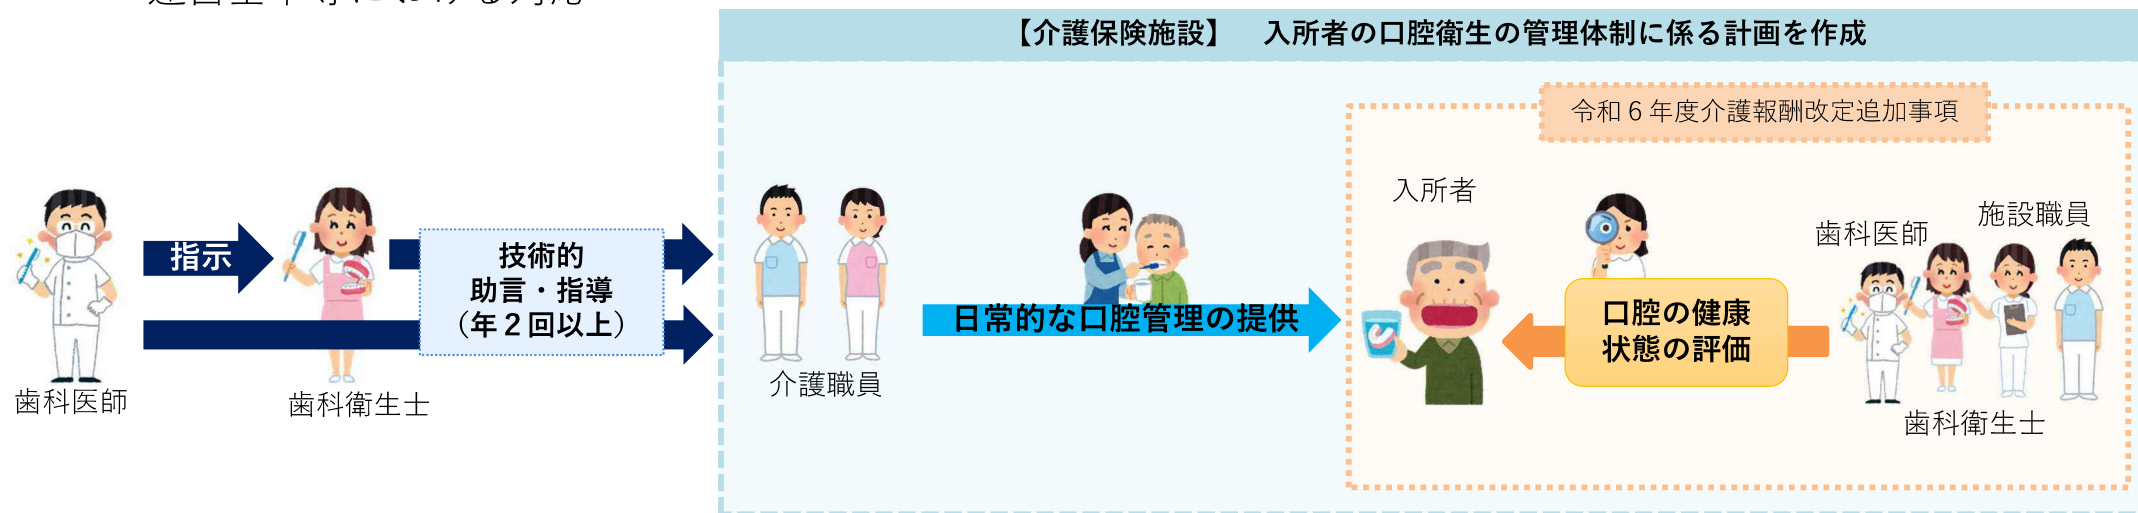 【介護保険施設】　入所者の口腔衛生の管理体制に係る計画を作成
令和６年度介護報酬改定追加事項
指示
技術的
助言・指導
（年２回以上）
歯科医師
歯科衛生士
介護職員
日常的な口腔管理の提供
入所者
口腔の健康
状態の評価
歯科医師
施設職員
歯科衛生士